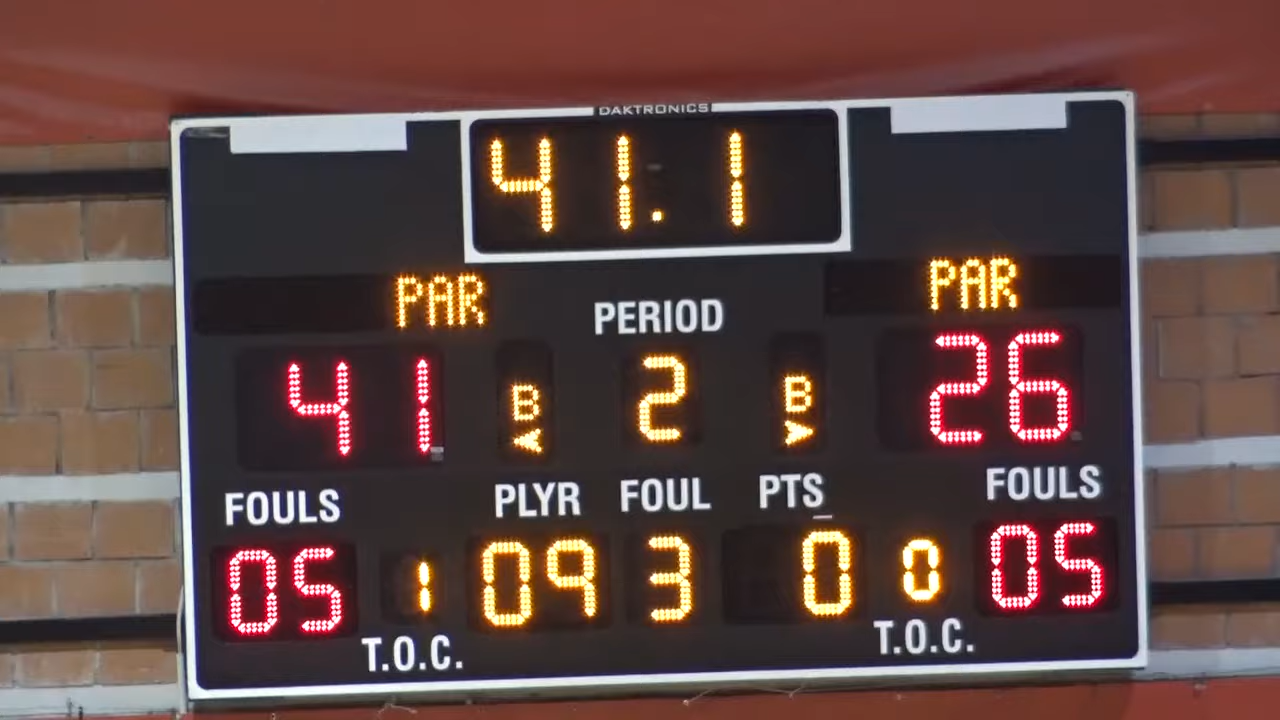 DAKTRONICS
41.1
PAR
PAR
PERIOD
41
B
2
B
26
FOULS
PLYR
FOUL
PTS
FOULS
05
1
09
3
0
0
05
T.O.C.
T.O.C.